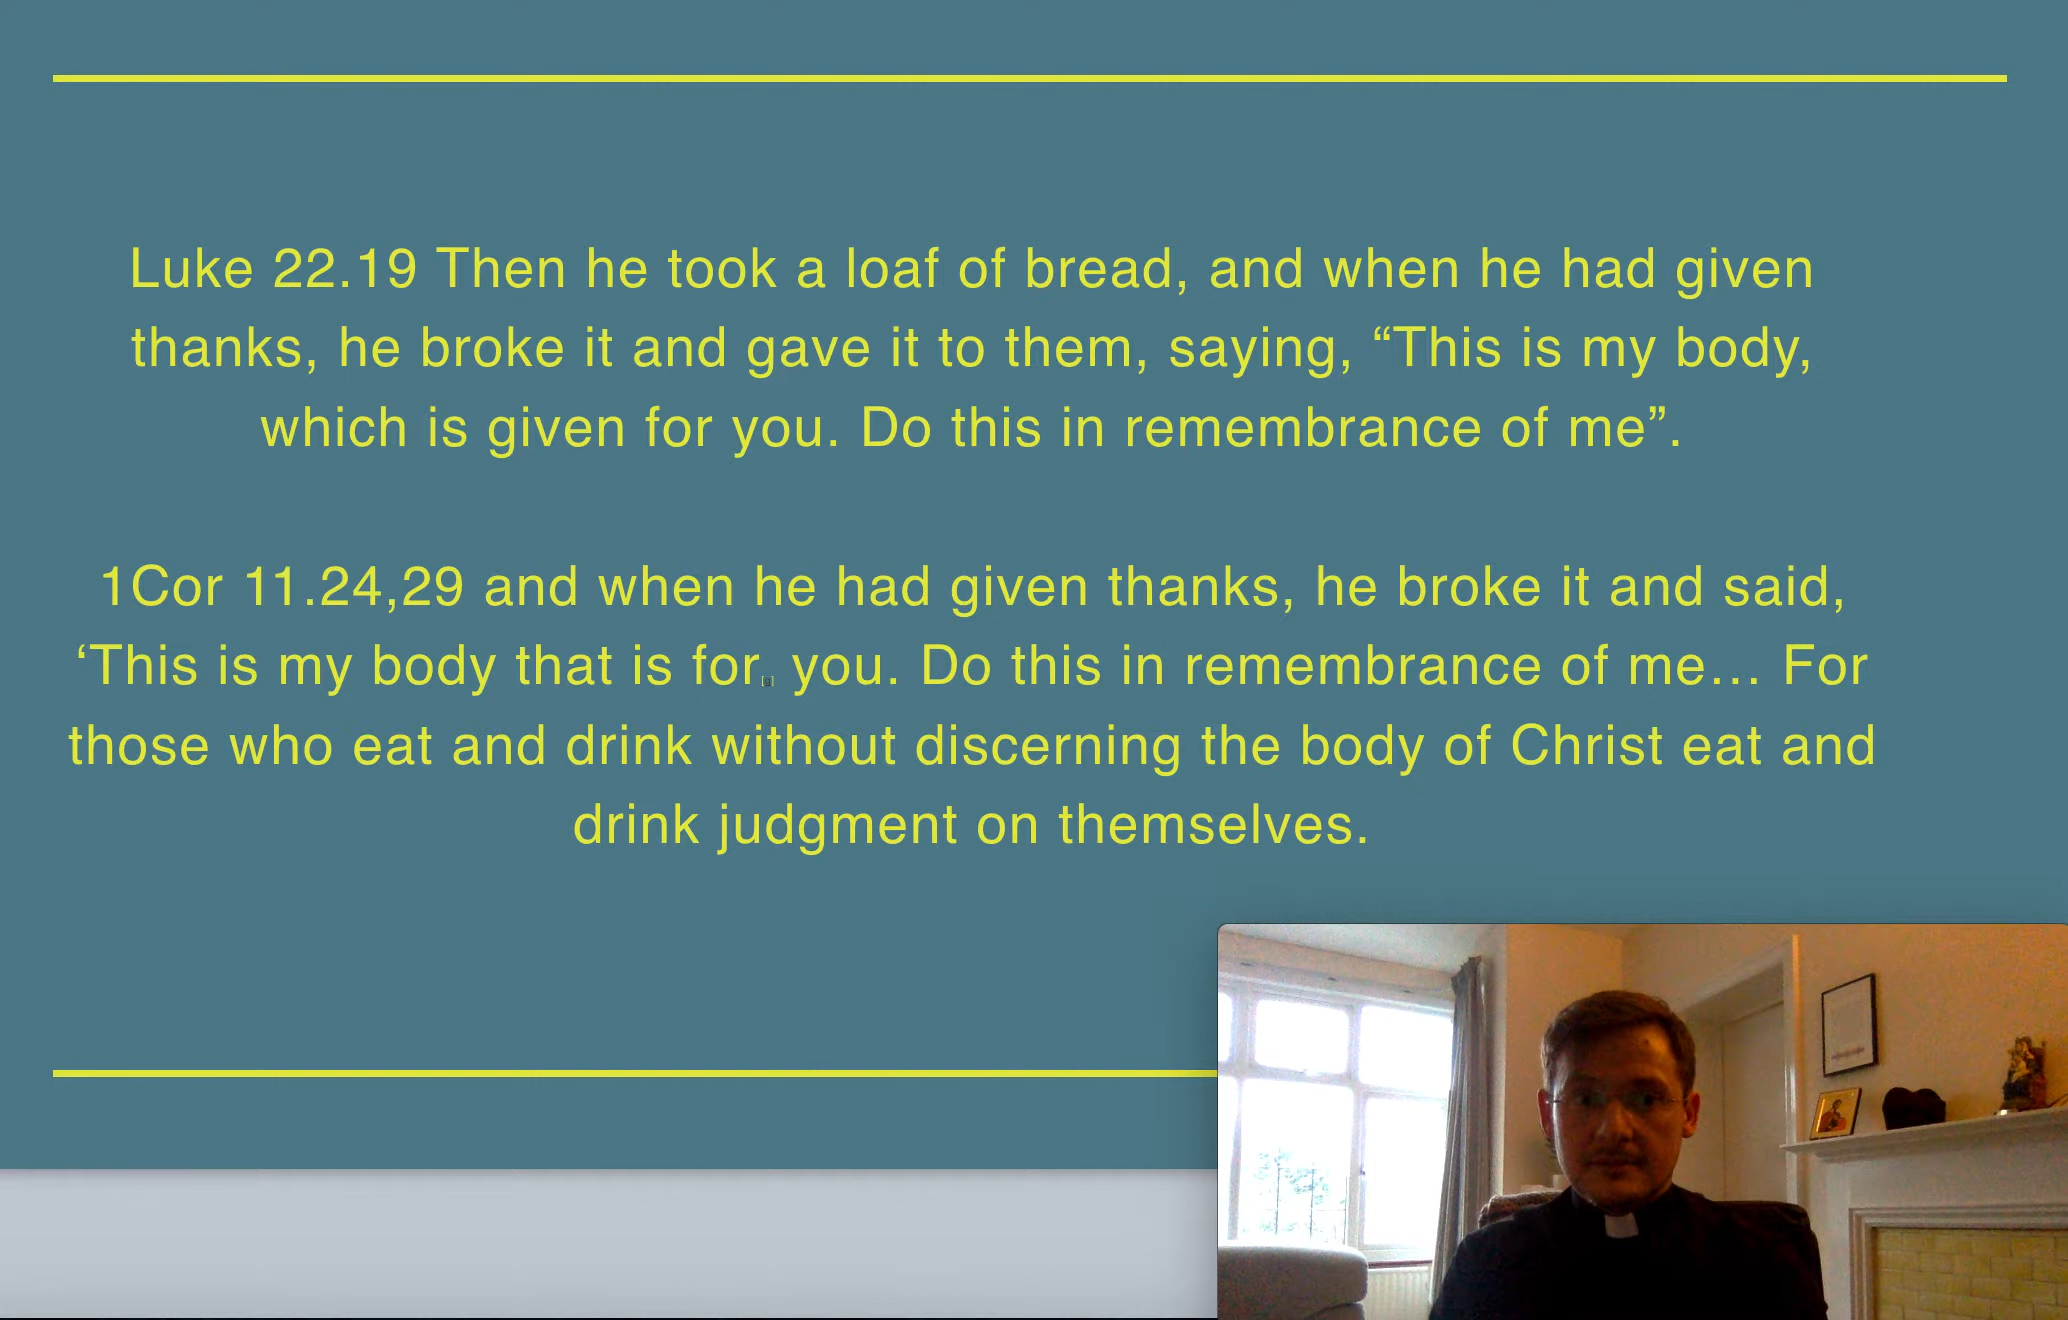 Luke 22.19 Then he took a loaf of bread, and when he had given
thanks, he broke it and gave it to them, saying, “This is my body,
which is given for you. Do this in remembrance of me”.
1Cor 11.24,29 and when he had given thanks, he broke it and said,
‘This is my body that is for you. Do this in remembrance of me… For
those who eat and drink without discerning the body of Christ eat and
drink judgment on themselves.